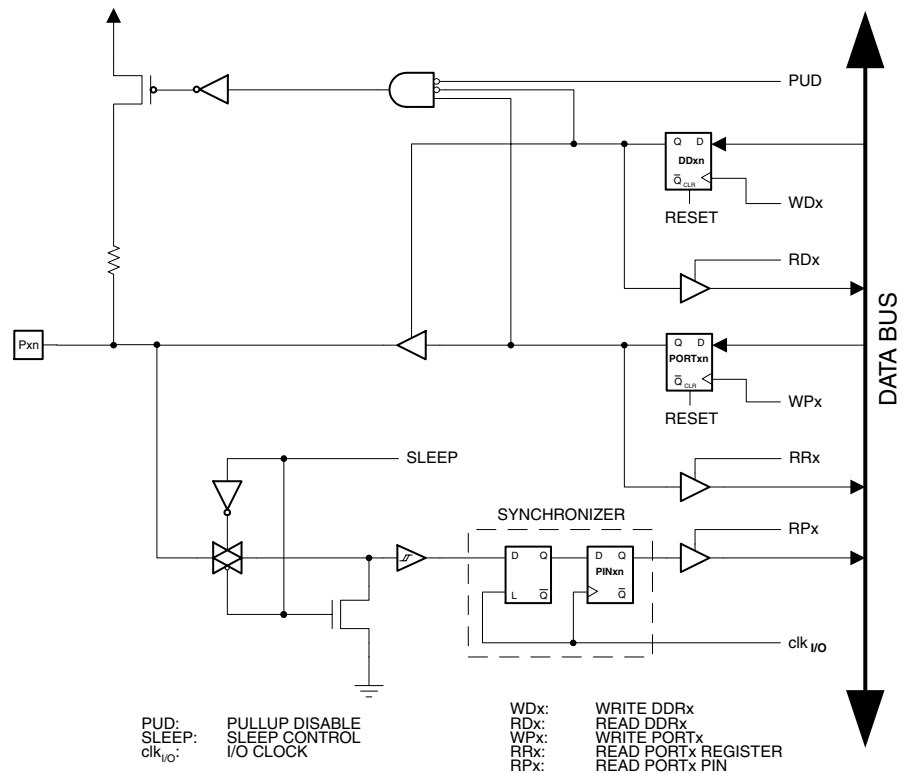 PUD
Q D
DDxn
Q CLR
WDx
RESET
RDx
Pxn
Q D
PORTxn
Q CLR
WPx
RESET
DATA BUS
SLEEP
RRx
SYNCHRONIZER
RPx
D Q
L Q
D Q
PINxn
Q
clk I/O
PUD: PULLUP DISABLE
SLEEP: SLEEP CONTROL
clkI/O: I/O CLOCK
WDx: WRITE DDRx
RDx: READ DDRx
WPx: WRITE PORTx
RRx: READ PORTx REGISTER
RPx: READ PORTx PIN